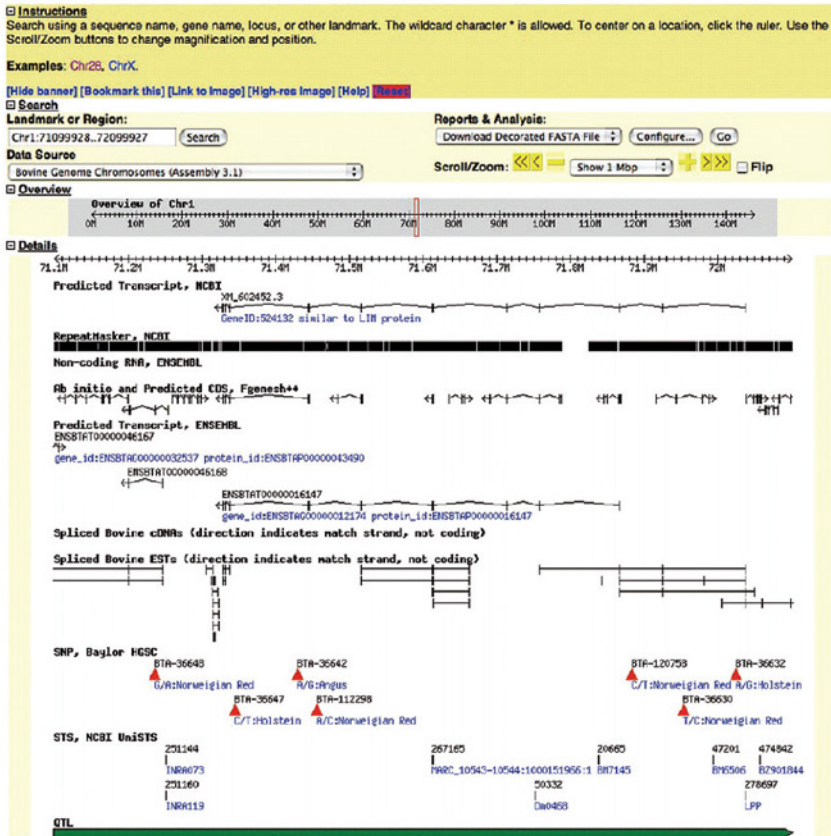 Instructions
Search using a sequence name, gene name, locus, or other landmark. The wildcard character * is allowed. To center on a location, click the ruler. Use the
Scroll/Zoom buttons to change magnification and position.
Examples: Chr28, ChrX.
[Hide banner] [Bookmark this] [Link to Image] [High-res Image] [Help] [Reset]
Search
Landmark or Region:
Reports & Analysis:
Chr1:71099928..72099927 Search
Download Decorated FASTA File Configure... Go
Data Source
Scroll/Zoom: Show 1 Mbp Flip
Bovine Genome Chromosomes (Assembly 3.1)
Overview
Overview of Chr1
0M 10M 20M 30M 40M 50M 60M 70M 80M 90M 100M 110M 120M 130M 140M
Details
71.1M 71.2M 71.3M 71.4M 71.5M 71.6M 71.7M 71.8M 71.9M 72M
Predicted Transcript, NCBI
XM_602452.3
GeneID:524132 similar to LIM protein
RepeatMasker, NCBI
Non-coding RNA, ENSEMBL
Ab initio and Predicted CDS, Fgenesh++
Predicted Transcript, ENSEMBL
ENSBTAT00000046167
gene_id:ENSBTAG00000032537 protein_id:ENSBTAP00000043490
ENSBTAT00000046168
ENSBTAT00000016147
gene_id:ENSBTAG00000012174 protein_id:ENSBTAP00000016147
Spliced Bovine cDNAs (direction indicates match strand, not coding)
Spliced Bovine ESTs (direction indicates match strand, not coding)
SNP, Baylor HGSC
BTA-36648 BTA-36642 BTA-120758 BTA-36632
G/A:Norweigian Red A/G:Angus C/T:Norweigian Red A/G:Holstein
BTA-36647 BTA-112298 BTA-36630
C/T:Holstein A/C:Norweigian Red T/C:Norweigian Red
STS, NCBI UniSTS
251144 267165 20665 47201 474842
INRA073 MARC_10543-10544:1000151966:1 BM7145 BM6506 BZ901844
251160 50332 278697
INRA119 LPP
QTL